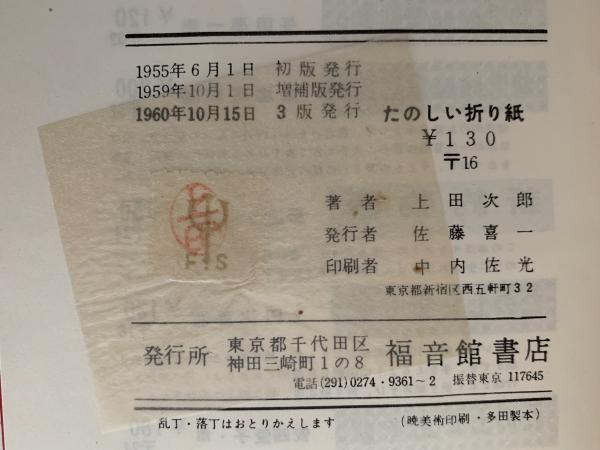 1955年6月1日 初版発行
1959年10月1日 増補版発行
1960年10月15日 3版発行
たのしい折り紙
￥130
〒16
著者 上田次郎
発行者 佐藤喜一
印刷者 中内佐光
東京都新宿区西五軒町32
F.S
発行所 東京都千代田区
神田三崎町1の8
福音館書店
電話(291)0274・9361~2 振替東京 117645
乱丁・落丁はおとりかえします
(暁美術印刷・多田製本)